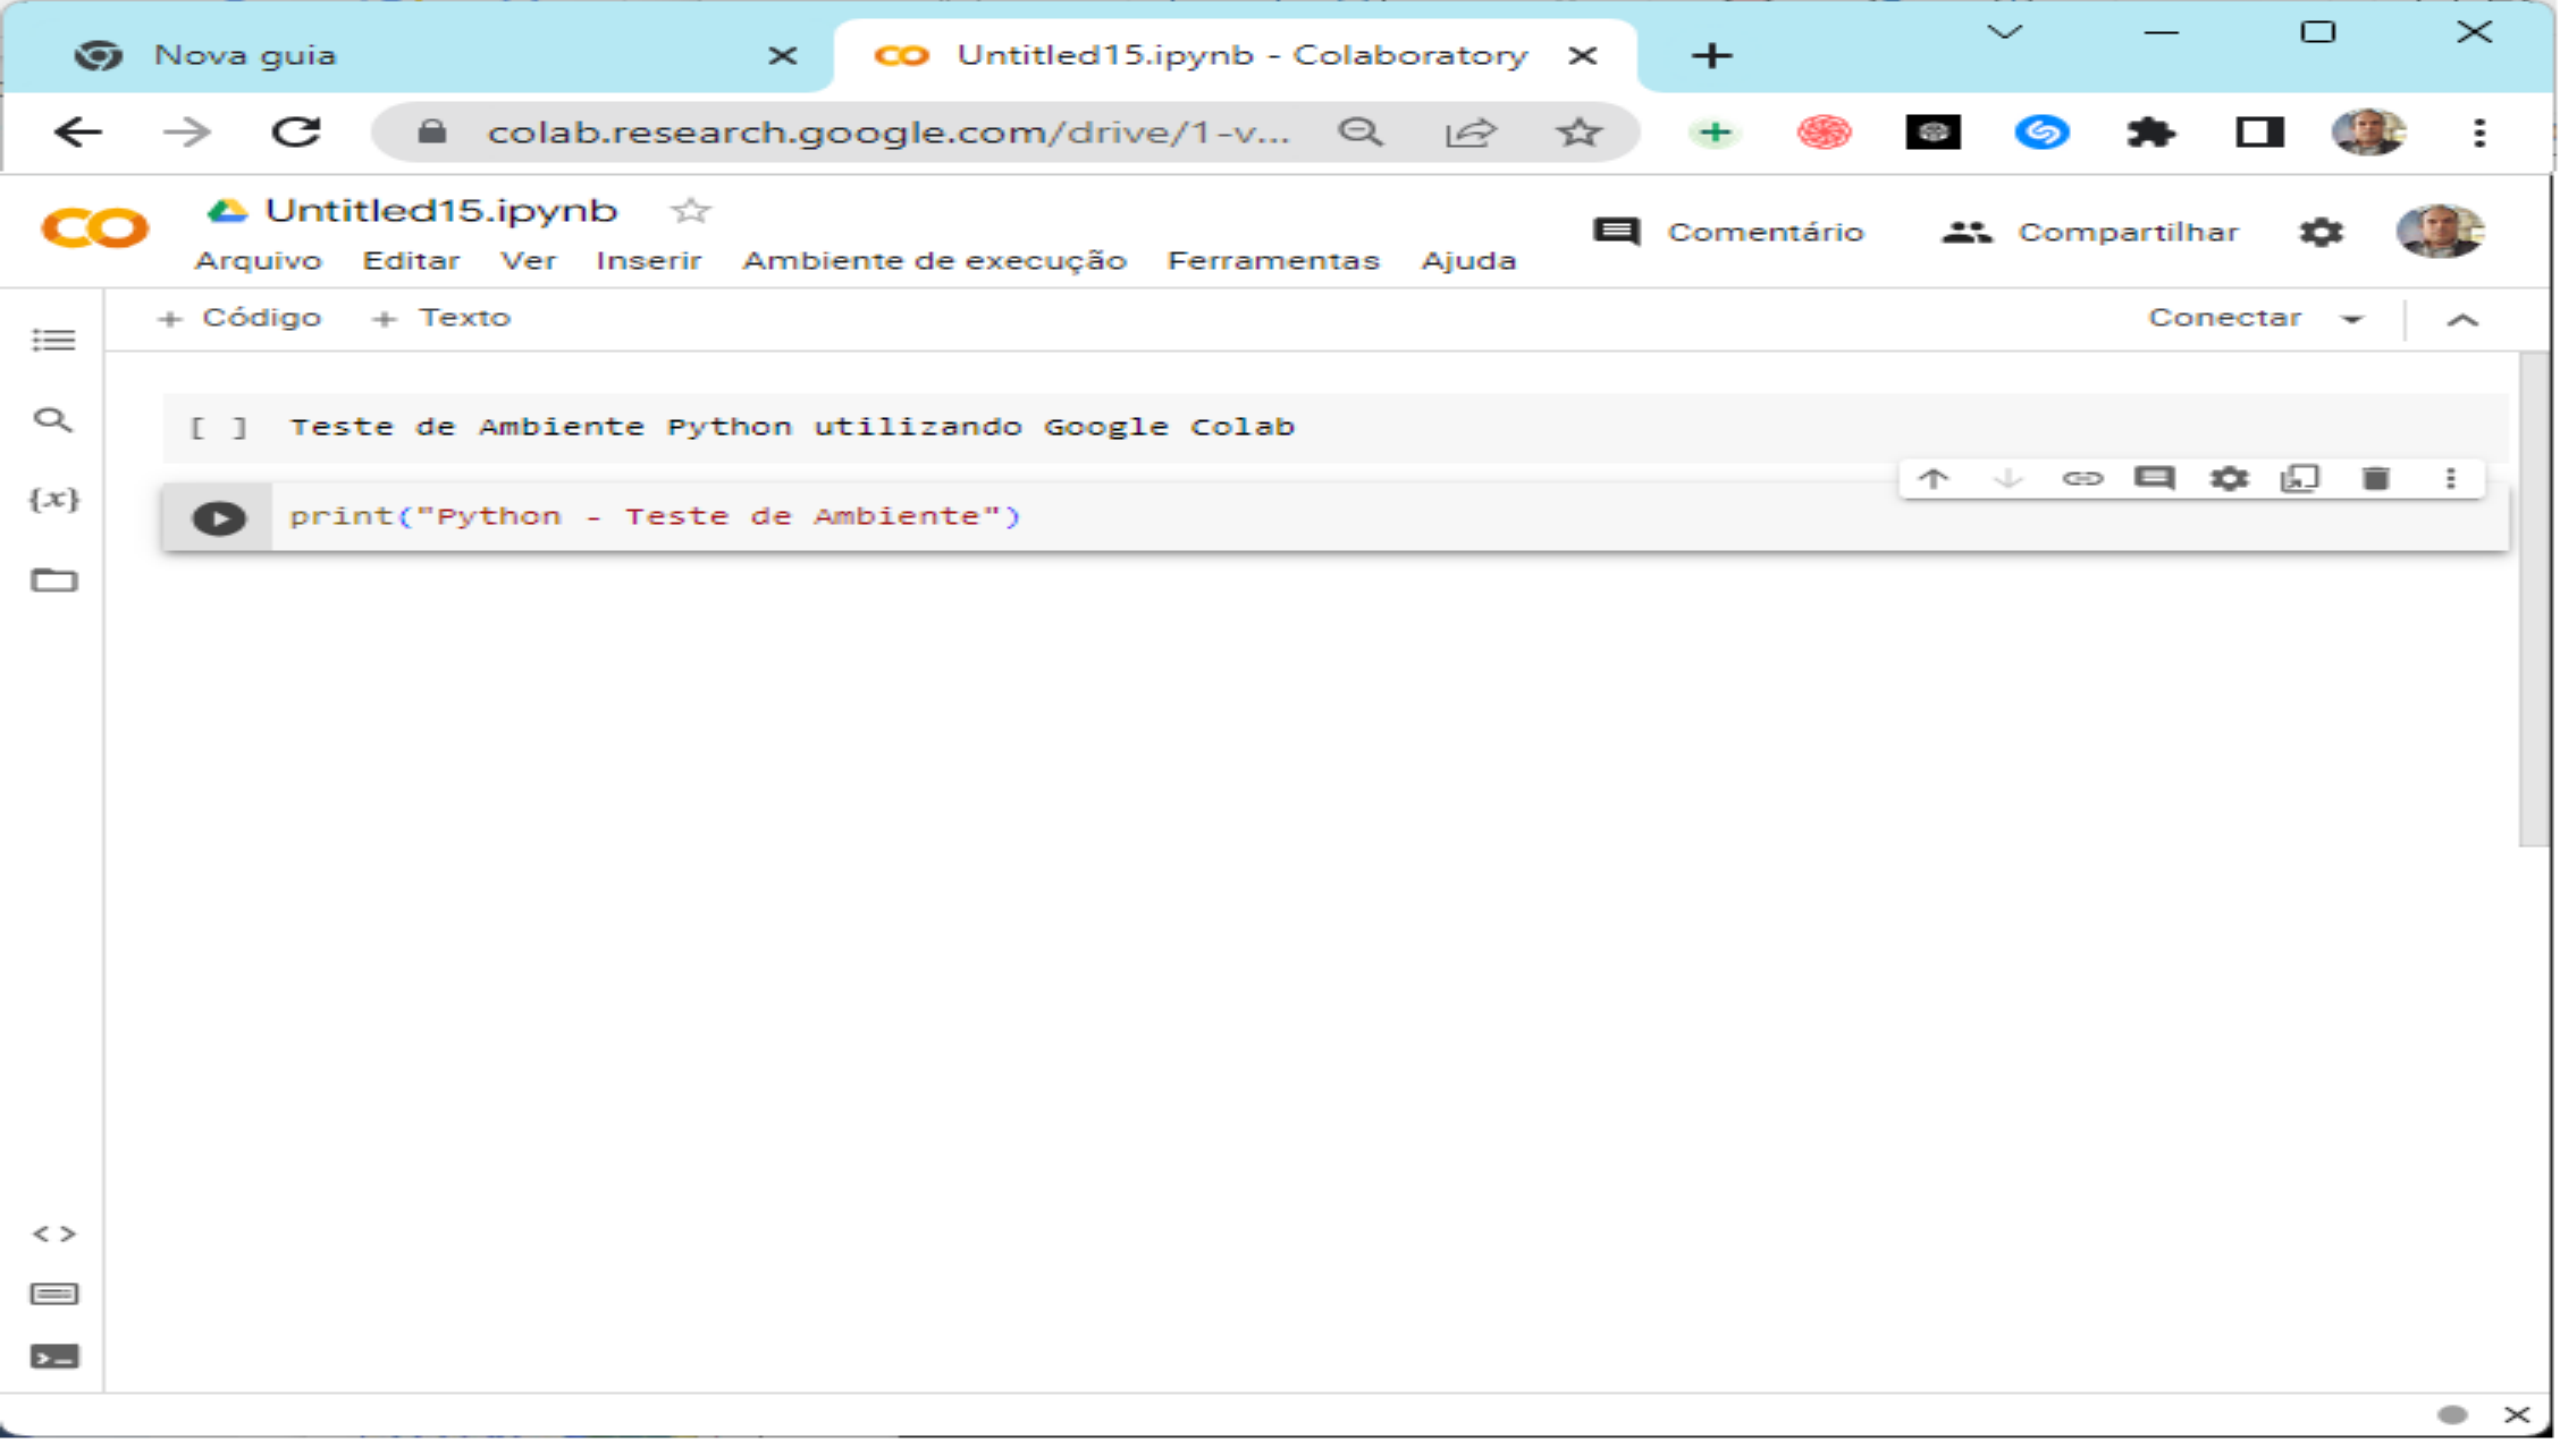 Nova guia
Untitled15.ipynb - Colaboratory
colab.research.google.com/drive/1-v...
Untitled15.ipynb
Comentário
Compartilhar
Arquivo Editar Ver Inserir Ambiente de execução Ferramentas Ajuda
+ Código + Texto
Conectar
[ ] Teste de Ambiente Python utilizando Google Colab
{x}
print("Python - Teste de Ambiente")